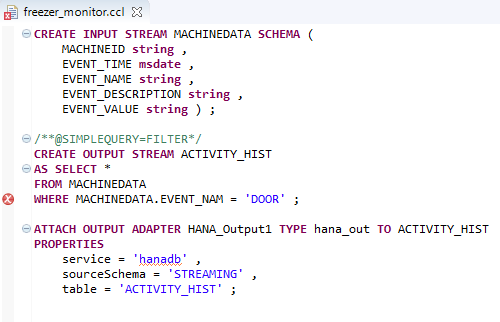 freezer_monitor.ccl
CREATE INPUT STREAM MACHINEDATA SCHEMA (
MACHINEID string ,
EVENT_TIME msdate ,
EVENT_NAME string ,
EVENT_DESCRIPTION string ,
EVENT_VALUE string ) ;
/**@SIMPLEQUERY=FILTER*/
CREATE OUTPUT STREAM ACTIVITY_HIST
AS SELECT *
FROM MACHINEDATA
WHERE MACHINEDATA.EVENT_NAM = 'DOOR' ;
ATTACH OUTPUT ADAPTER HANA_Output1 TYPE hana_out TO ACTIVITY_HIST
PROPERTIES
service = 'hanadb' ,
sourceSchema = 'STREAMING' ,
table = 'ACTIVITY_HIST' ;